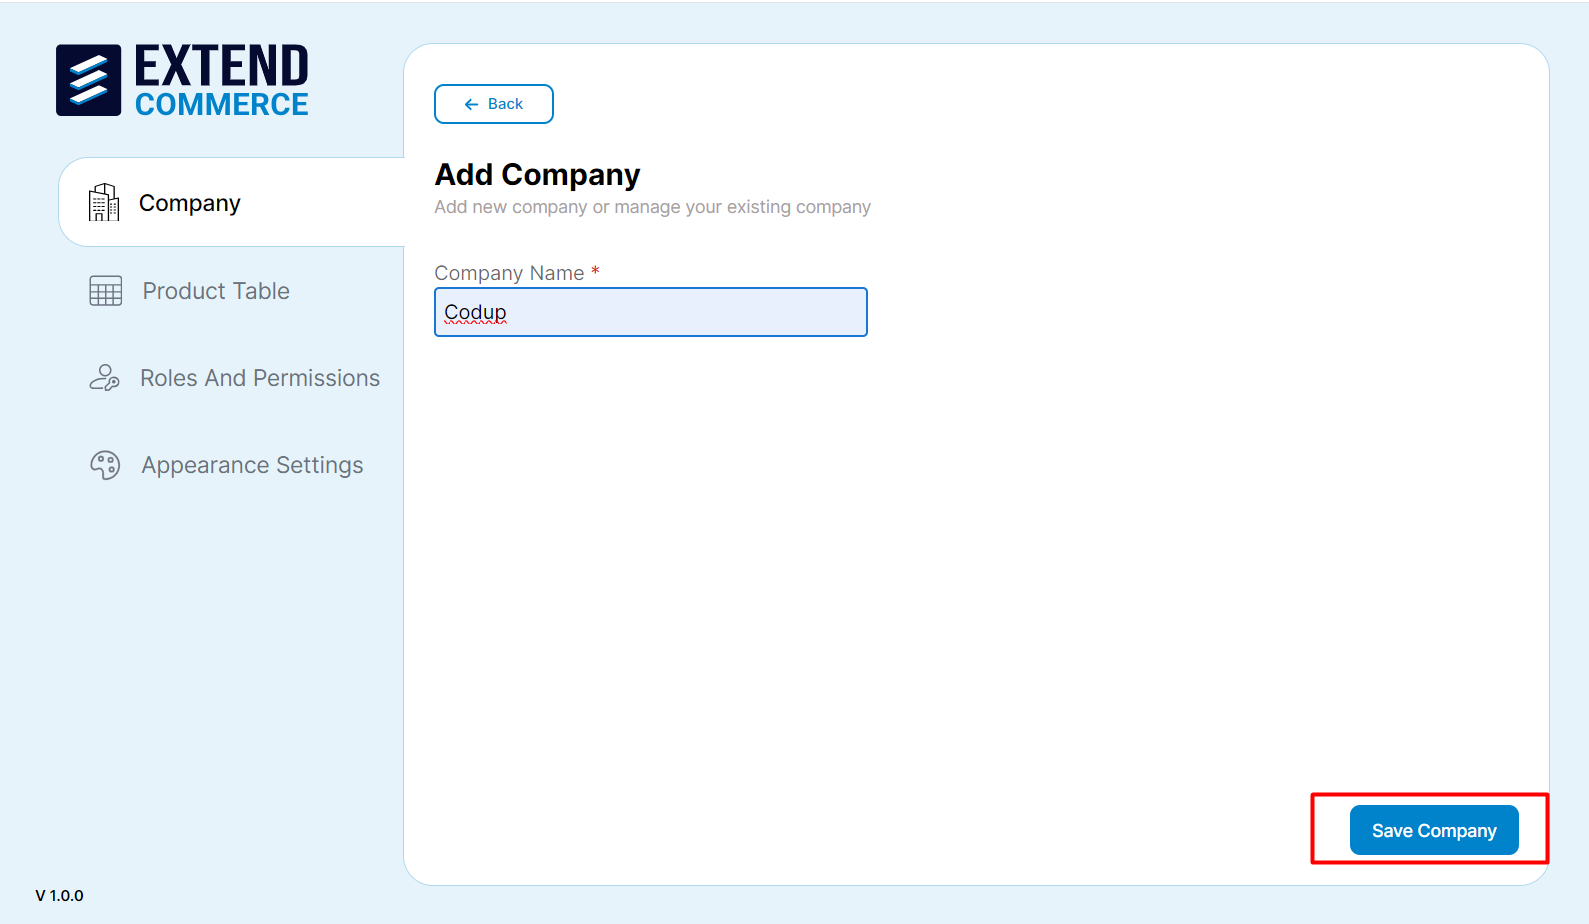 EXTEND
COMMERCE
Company
Product Table
Roles And Permissions
Appearance Settings
V 1.0.0
← Back
Add Company
Add new company or manage your existing company
Company Name *
Codup
Save Company